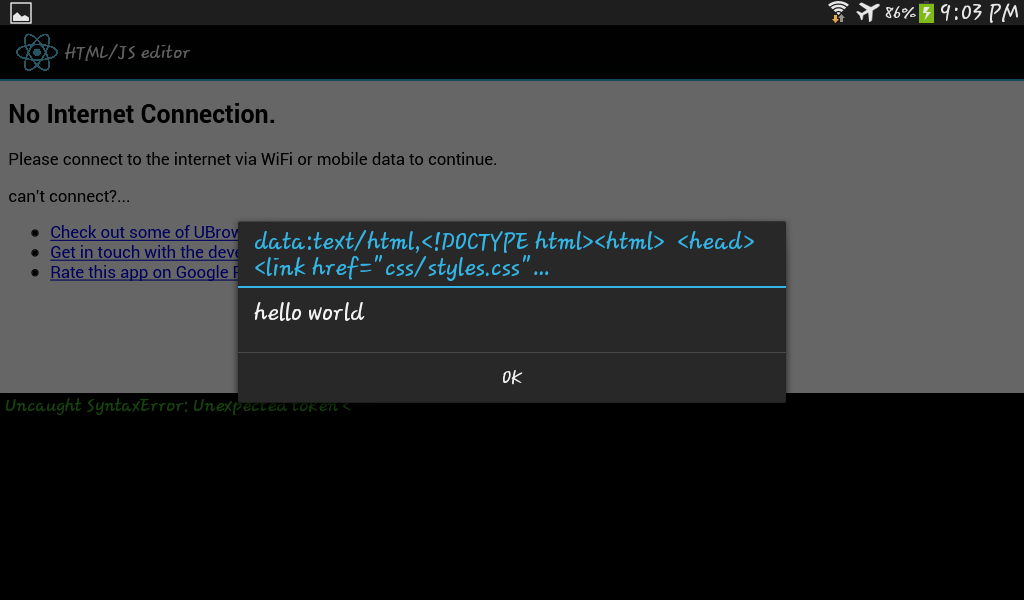 86% 9:03 PM
HTML/JS editor
No Internet Connection.
Please connect to the internet via WiFi or mobile data to continue.
can't connect?...
Check out some of UBrow
Get in touch with the deve
Rate this app on Google
data:text/html,<!DOCTYPE html><html> <head>
<link href="css/styles.css"...
hello world
OK
Uncaught SyntaxError: Unexpected token <